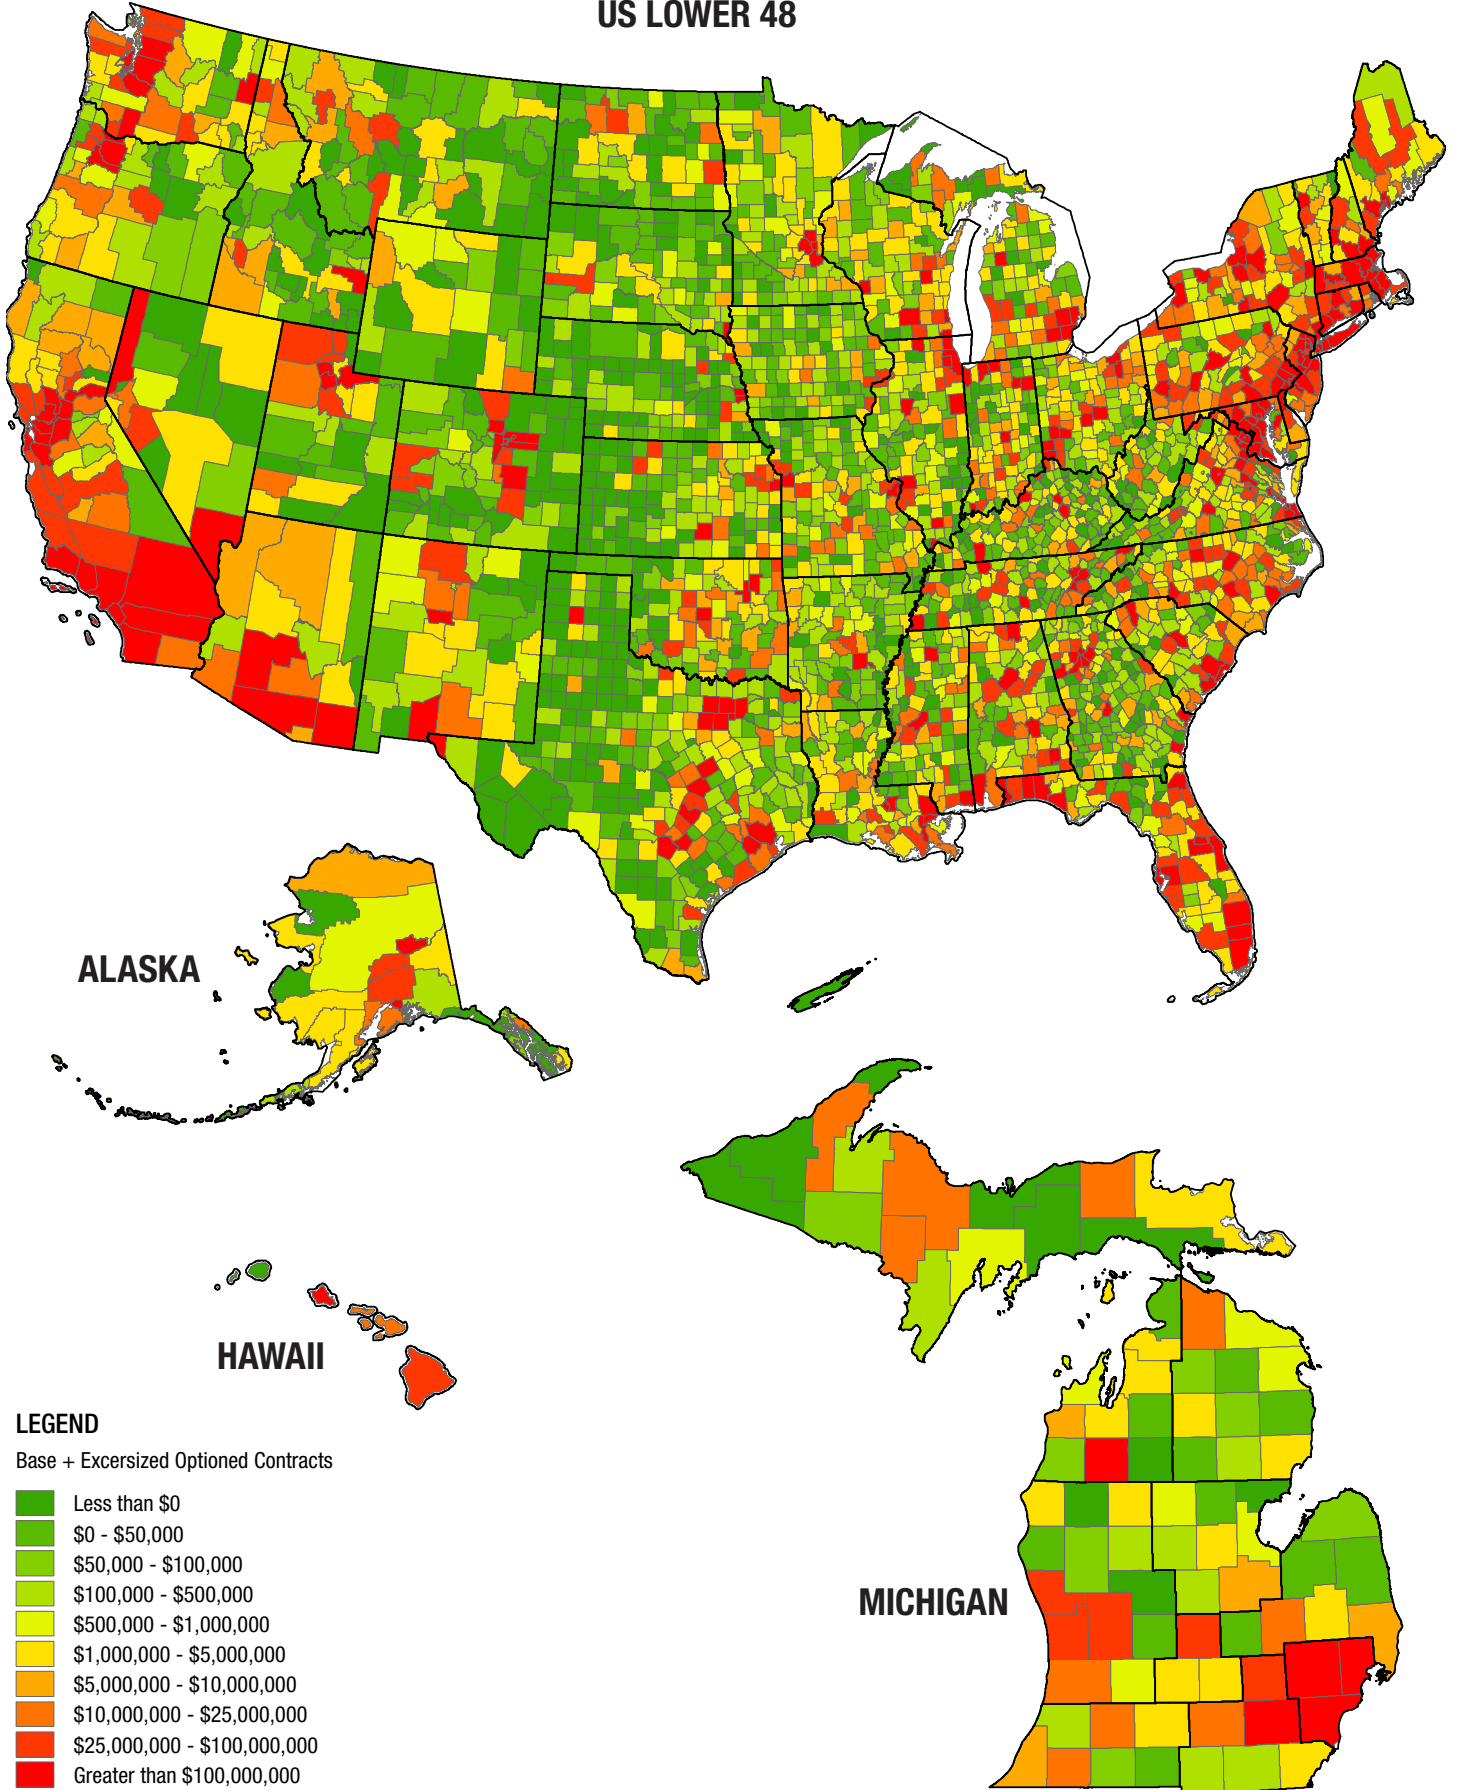 US LOWER 48
ALASKA
HAWAII
MICHIGAN
LEGEND
Base + Excersized Optioned Contracts
Less than $0
$0 - $50,000
$50,000 - $100,000
$100,000 - $500,000
$500,000 - $1,000,000
$1,000,000 - $5,000,000
$5,000,000 - $10,000,000
$10,000,000 - $25,000,000
$25,000,000 - $100,000,000
Greater than $100,000,000